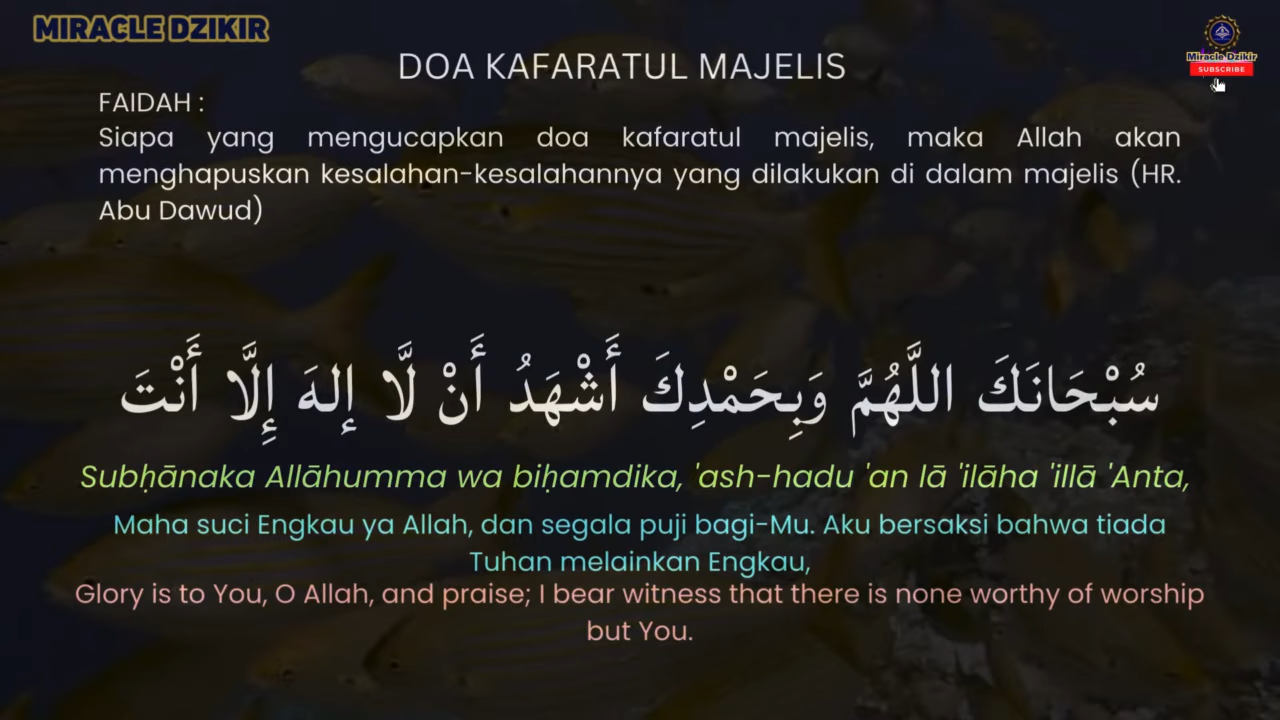 MIRACLE DZIKIR
Miracle Dzikir
SUBSCRIBE
DOA KAFARATUL MAJELIS
FAIDAH :
Siapa yang mengucapkan doa kafaratul majelis, maka Allah akan
menghapuskan kesalahan-kesalahannya yang dilakukan di dalam majelis (HR.
Abu Dawud)
سُبْحَانَكَ اللَّهُمَّ وَبِحَمْدِكَ أَشْهَدُ أَنْ لَّا إِلهَ إِلَّا أَنْتَ
Subḥānaka Allāhumma wa biḥamdika, 'ash-hadu 'an lā 'ilāha 'illā 'Anta,
Maha suci Engkau ya Allah, dan segala puji bagi-Mu. Aku bersaksi bahwa tiada
Tuhan melainkan Engkau,
Glory is to You, O Allah, and praise; I bear witness that there is none worthy of worship
but You.